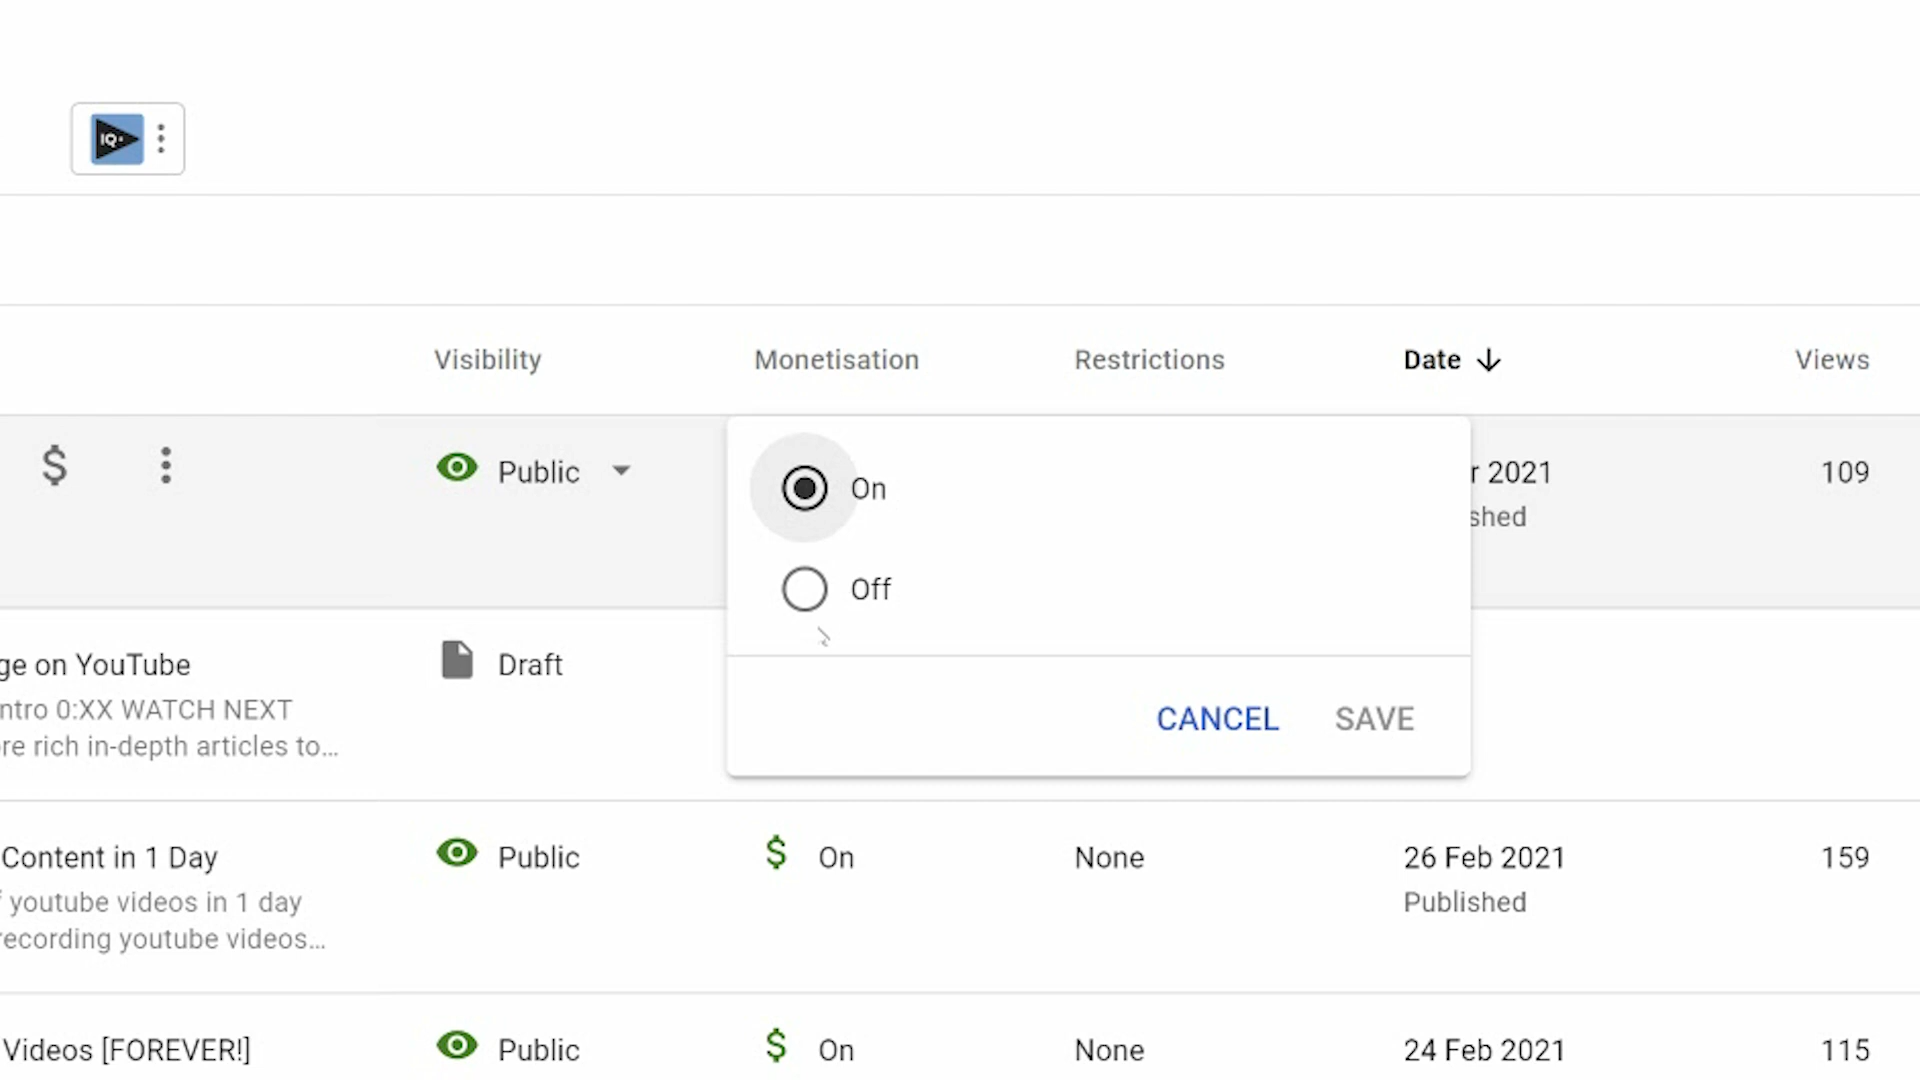 IQ
Visibility Monetisation Restrictions Date Views
Public On r 2021 109
shed
Off
ge on YouTube Draft
ntro 0:XX WATCH NEXT
re rich in-depth articles to...
CANCEL SAVE
Content in 1 Day Public $ On None 26 Feb 2021 159
youtube videos in 1 day Published
recording youtube videos...
Videos [FOREVER!] Public $ On None 24 Feb 2021 115